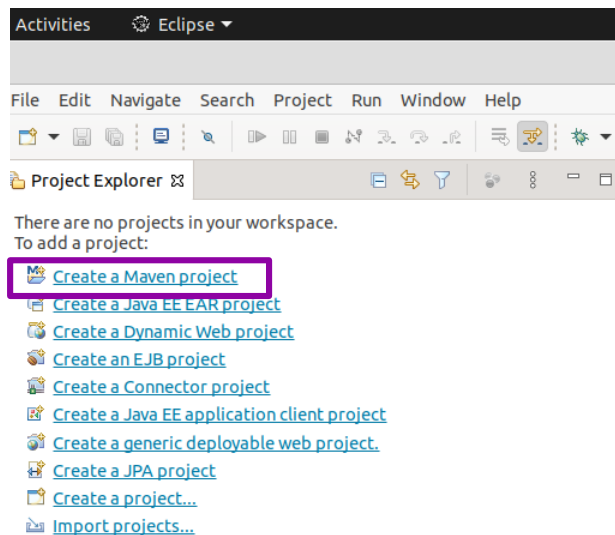 Activities Eclipse
File Edit Navigate Search Project Run Window Help
Project Explorer
There are no projects in your workspace.
To add a project:
Create a Maven project
Create a Java EE EAR project
Create a Dynamic Web project
Create an EJB project
Create a Connector project
Create a Java EE application client project
Create a generic deployable web project.
Create a JPA project
Create a project...
Import projects...